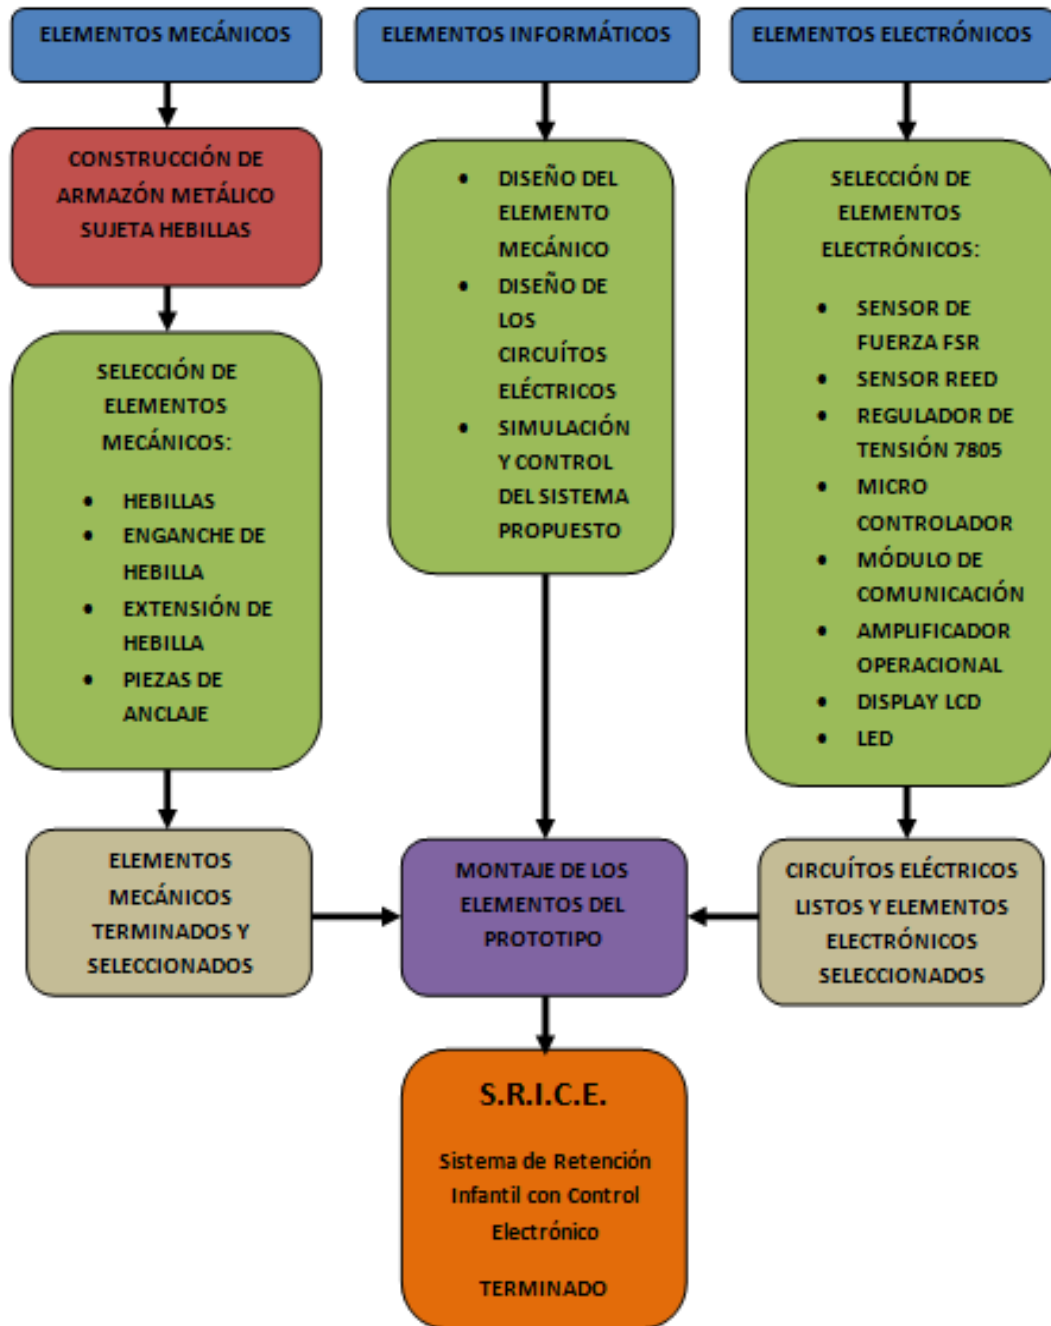 ELEMENTOS MECÁNICOS
ELEMENTOS INFORMÁTICOS
ELEMENTOS ELECTRÓNICOS
CONSTRUCCIÓN DE
ARMAZÓN METÁLICO
SUJETA HEBILLAS
SELECCIÓN DE
ELEMENTOS
MECÁNICOS:
• HEBILLAS
• ENGANCHE DE
HEBILLA
• EXTENSIÓN DE
HEBILLA
• PIEZAS DE
ANCLAJE
• DISEÑO DEL
ELEMENTO
MECÁNICO
• DISEÑO DE
LOS
CIRCUÍTOS
ELÉCTRICOS
• SIMULACIÓN
Y CONTROL
DEL SISTEMA
PROPUESTO
SELECCIÓN DE
ELEMENTOS
ELECTRÓNICOS:
• SENSOR DE
FUERZA FSR
• SENSOR REED
• REGULADOR DE
TENSIÓN 7805
• MICRO
CONTROLADOR
• MÓDULO DE
COMUNICACIÓN
• AMPLIFICADOR
OPERACIONAL
• DISPLAY LCD
• LED
ELEMENTOS
MECÁNICOS
TERMINADOS Y
SELECCIONADOS
MONTAJE DE LOS
ELEMENTOS DEL
PROTOTIPO
CIRCUÍTOS ELÉCTRICOS
LISTOS Y ELEMENTOS
ELECTRÓNICOS
SELECCIONADOS
S.R.I.C.E.
Sistema de Retención
Infantil con Control
Electrónico
TERMINADO